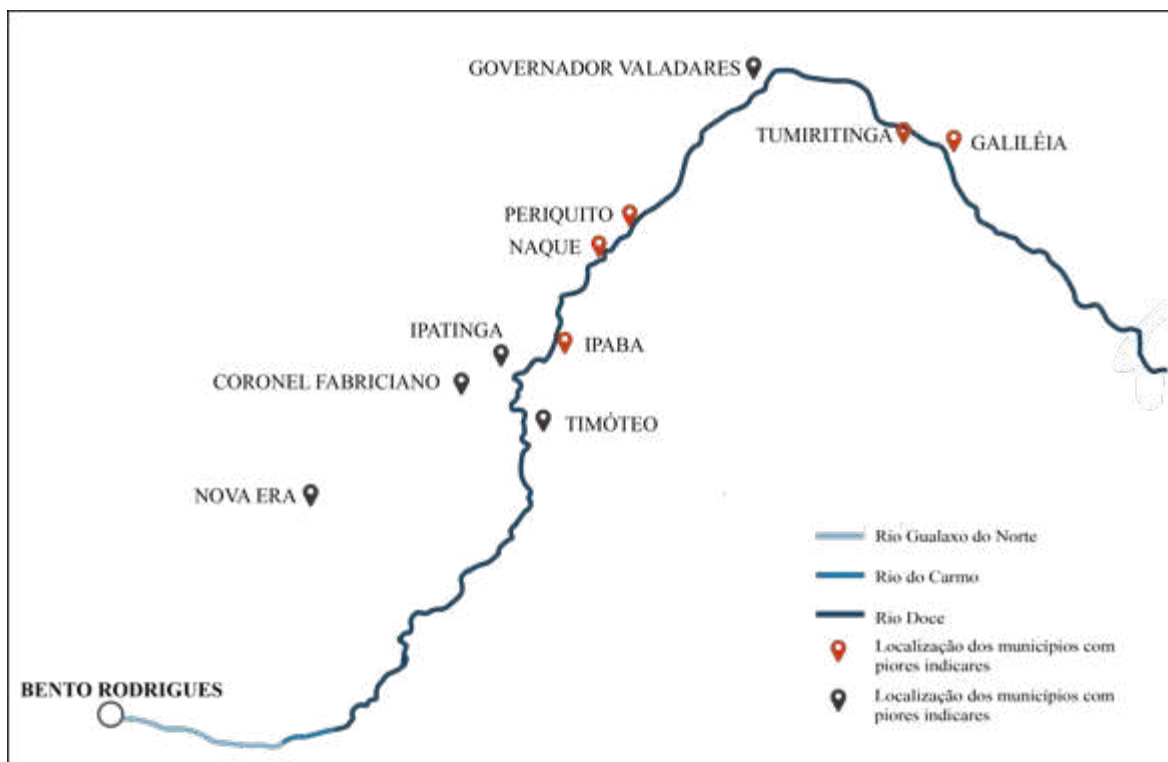 GOVERNADOR VALADARES
TUMIRITINGA
GALILÉIA
PERIQUITO
NAQUE
IPATINGA
IPABA
CORONEL FABRICIANO
TIMÓTEO
NOVA ERA
BENTO RODRIGUES
Rio Gualaxo do Norte
Rio do Carmo
Rio Doce
Localização dos municípios com
piores indicares
Localização dos municípios com
piores indicares